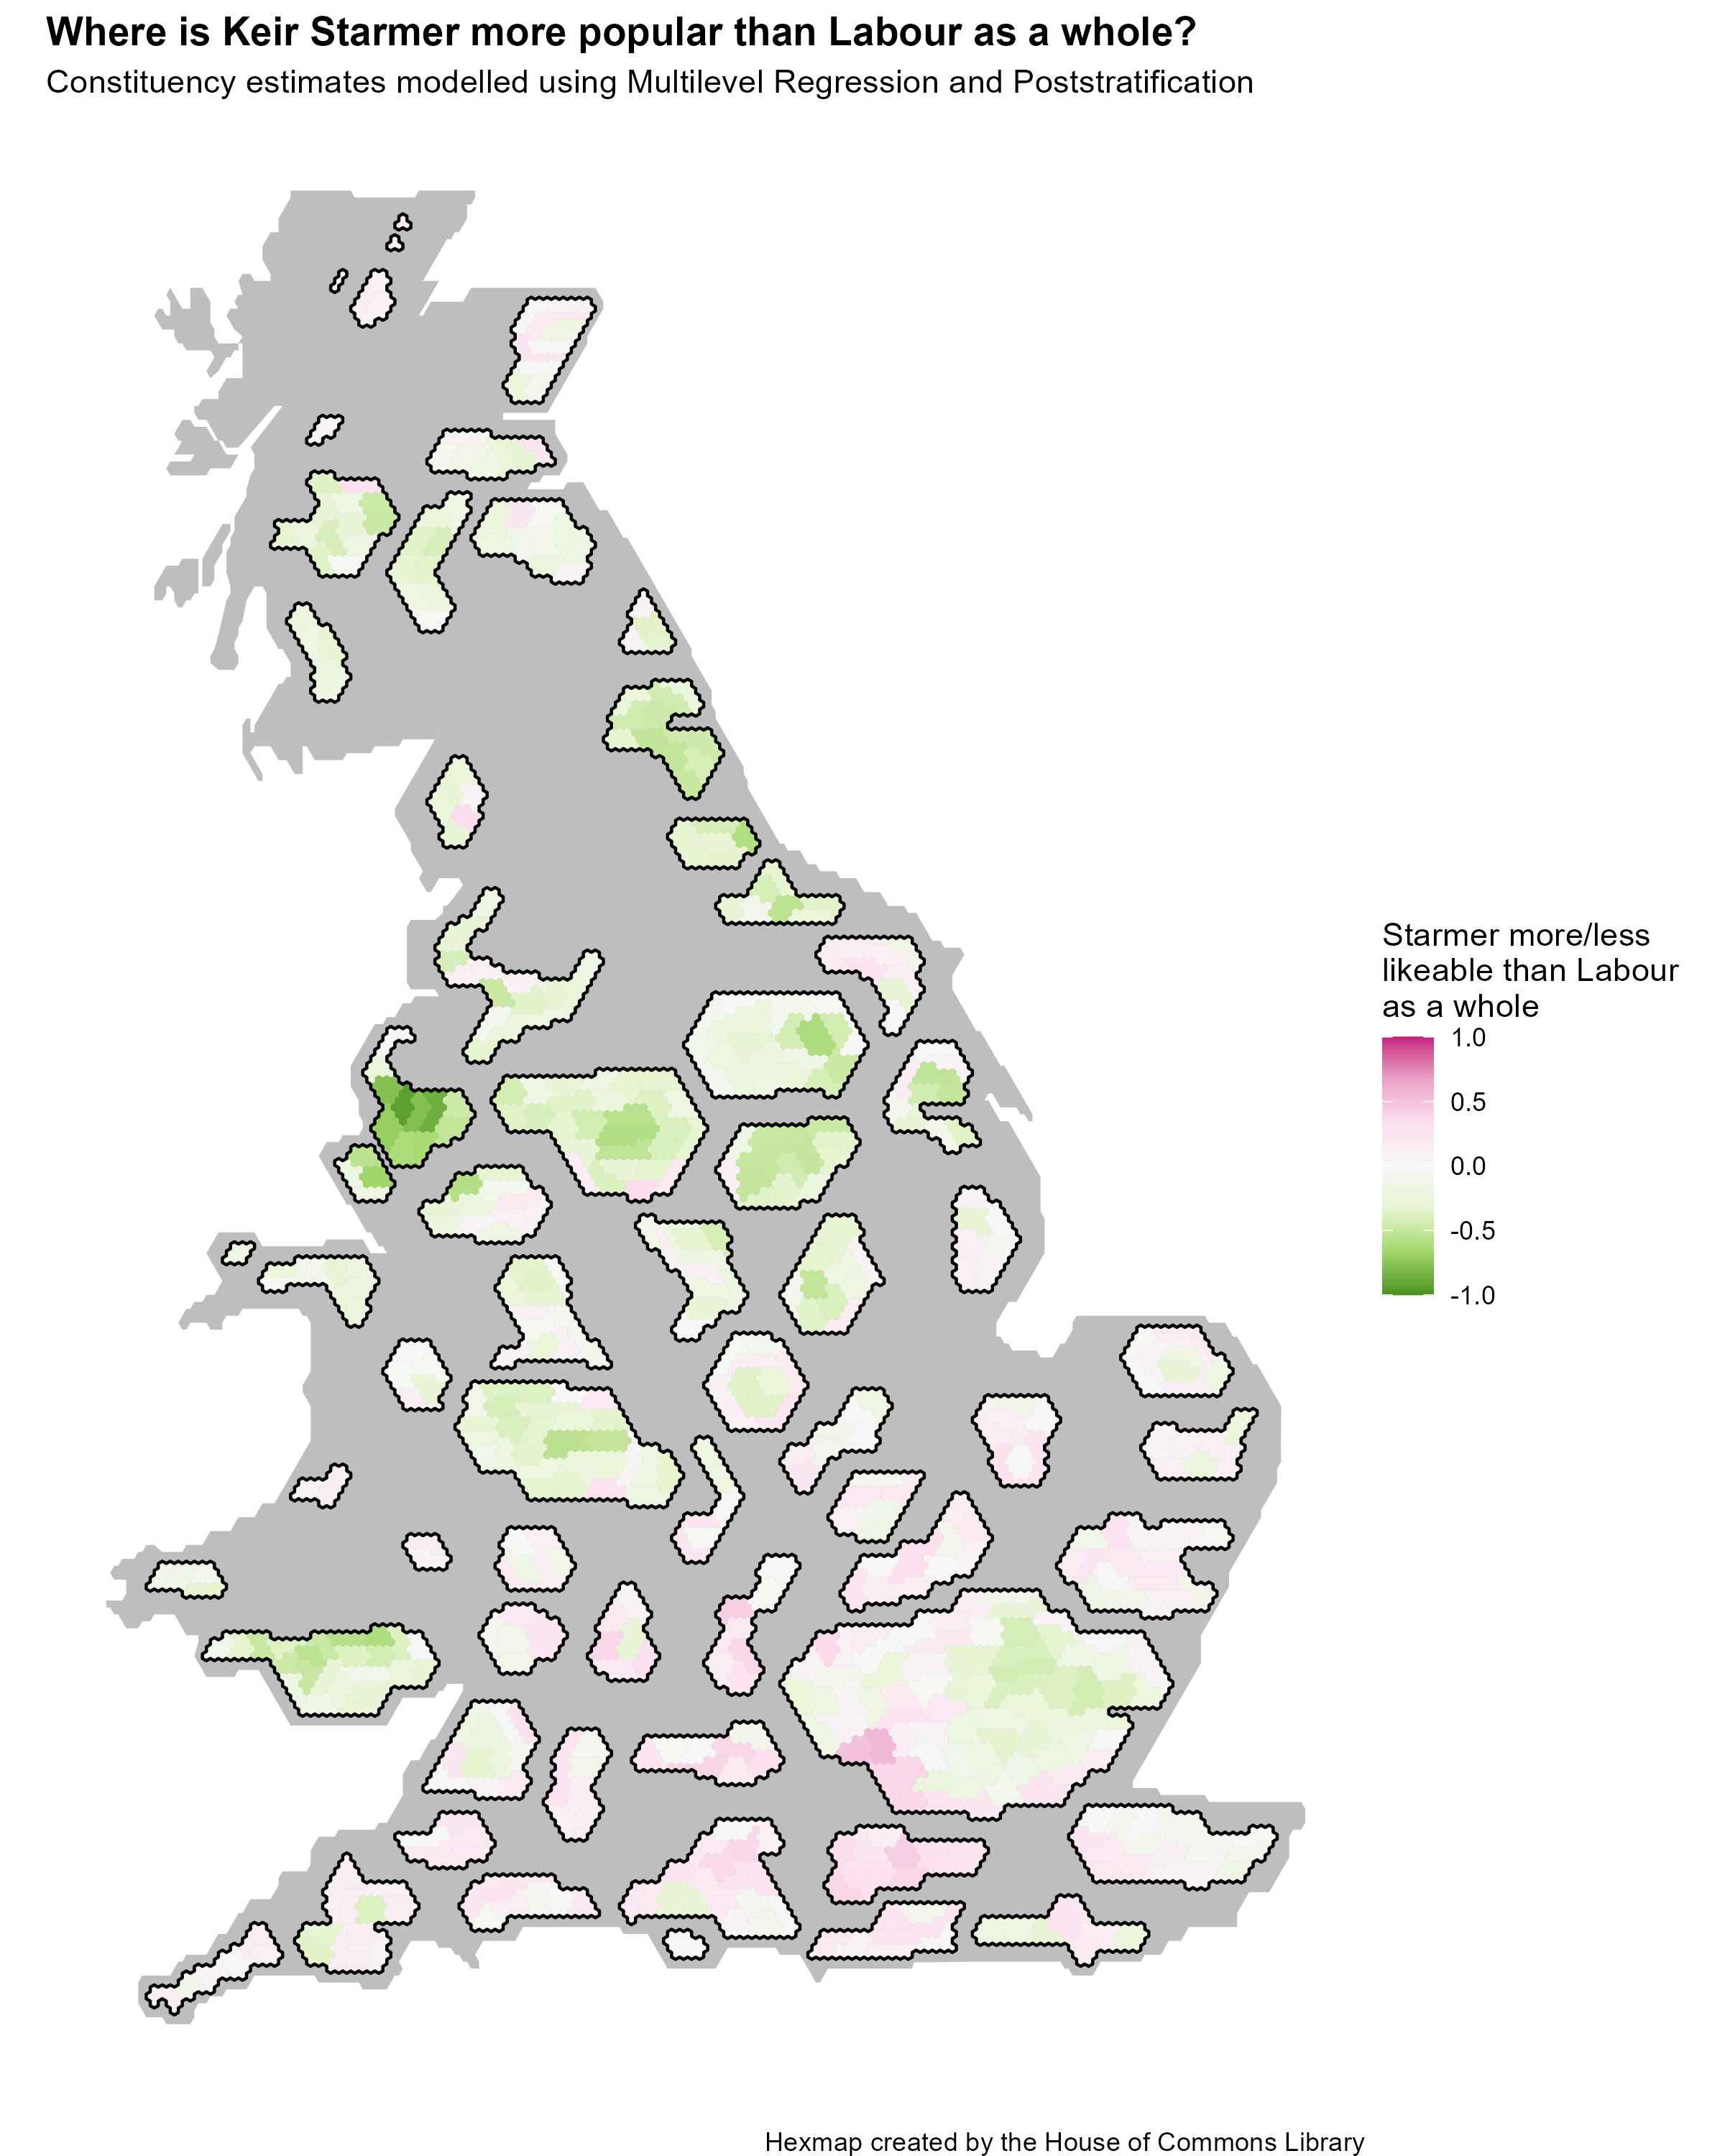 Where is Keir Starmer more popular than Labour as a whole?
Constituency estimates modelled using Multilevel Regression and Poststratification
Starmer more/less
likeable than Labour
as a whole
1.0
0.5
0.0
-0.5
-1.0
Hexmap created by the House of Commons Library